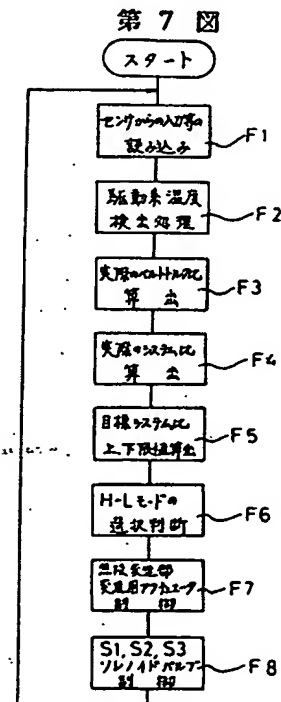 第7図
スタート
センサからの入力等の
読み込み
F1
駆動系温度
検出処理
F2
実際のベルトトルク比
算出
F3
実際のシステム比
算出
F4
目標システム比
上、下限値算出
F5
H-Lモードの
選択判断
F6
無段変速部
変速用アクチュエータ
制御
F7
S1,S2,S3
ソレノイドバルブ
制御
F8